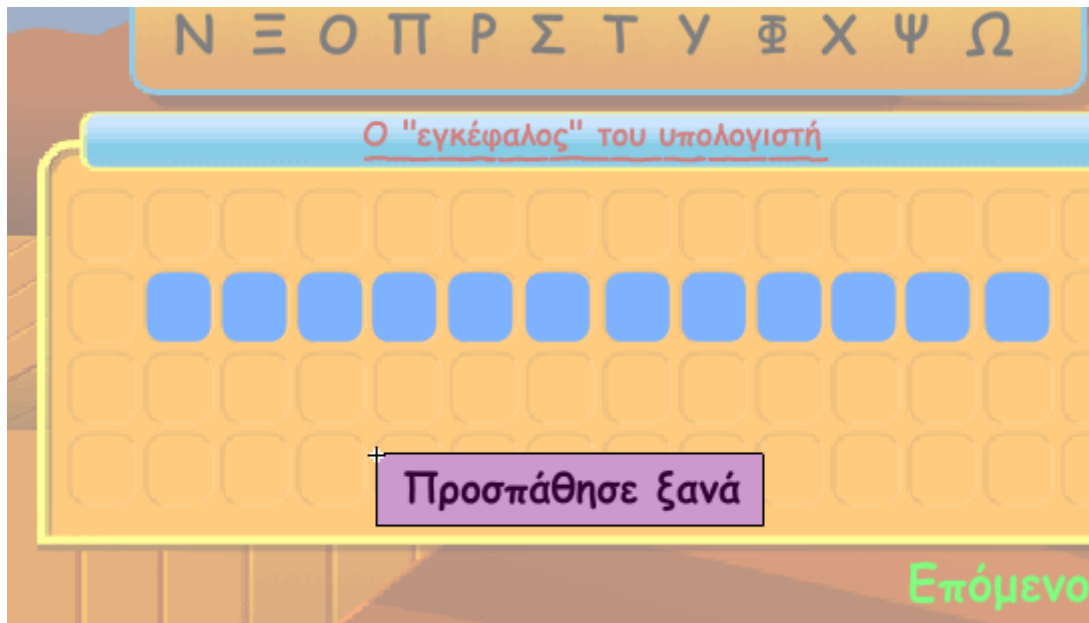 Ν Ξ Ο Π Ρ Σ Τ Υ Φ Χ Ψ Ω
Ο "εγκέφαλος" του υπολογιστή
Προσπάθησε ξανά
Επόμενο